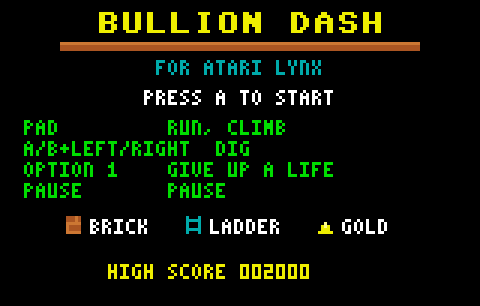 BULLION DASH
FOR ATARI LYNX
PRESS A TO START
PAD RUN, CLIMB
A/B+LEFT/RIGHT DIG
OPTION 1 GIVE UP A LIFE
PAUSE PAUSE
BRICK LADDER GOLD
HIGH SCORE 002000